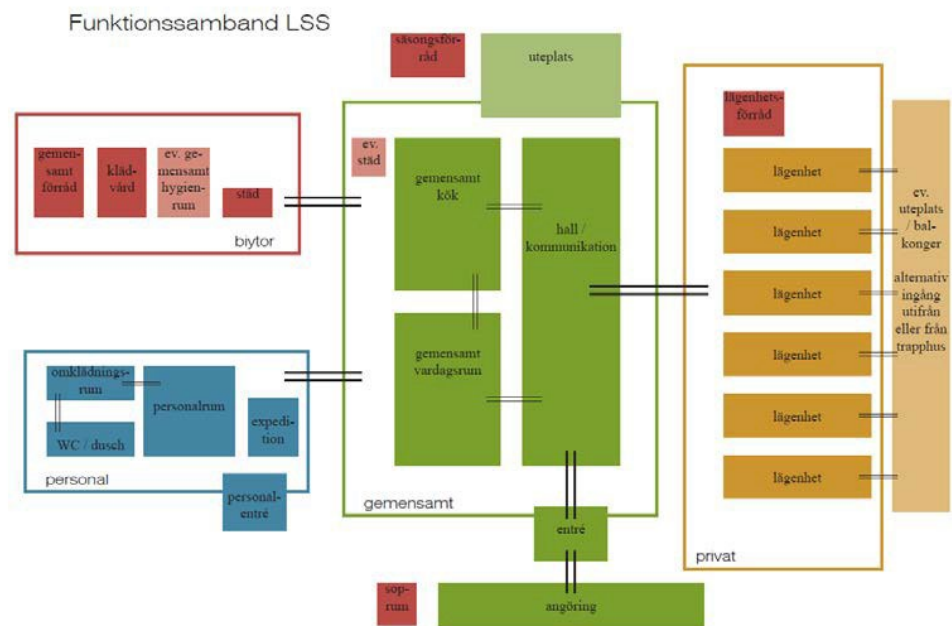 Funktionssamband LSS
säsongsför-
råd
uteplats
gemen-
samt
förråd
kläd-
vård
ev. ge-
mensamt
hygien-
rum
städ
biytor
ev.
städ
gemensamt
kök
hall /
kommunikation
gemensamt
vardagsrum
gemensamt
omklädnings-
rum
personalrum
WC / dusch
expedi-
tion
personal
personal-
entré
entré
sop-
rum
angöring
lägenhets-
förråd
lägenhet
lägenhet
lägenhet
lägenhet
lägenhet
lägenhet
privat
ev.
uteplats
/ bal-
konger
alternativ
ingång
utifrån
eller från
trapphus